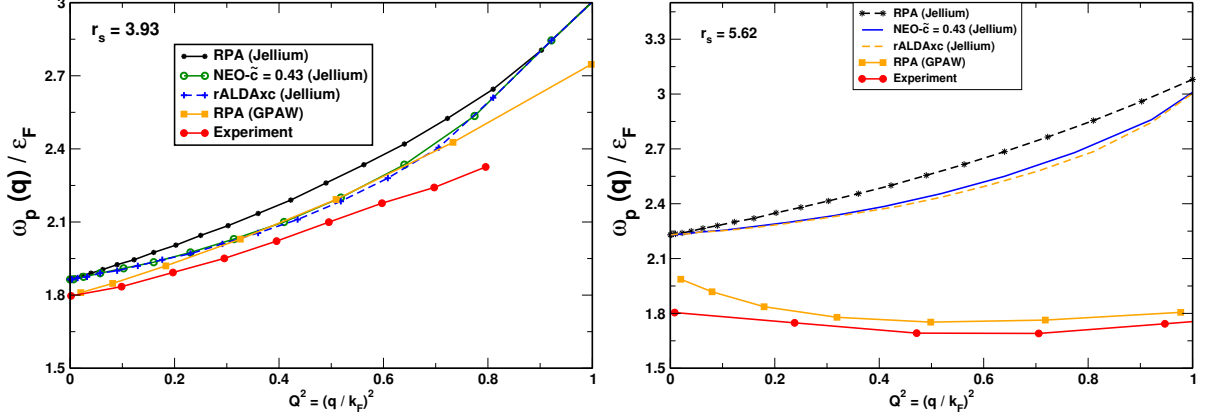 r_s = 3.93
RPA (Jellium)
NEO-c̃ = 0.43 (Jellium)
rALDAxc (Jellium)
RPA (GPAW)
Experiment
ω_p (q) / ε_F
3
2.7
2.4
2.1
1.8
1.5
0 0.2 0.4 0.6 0.8 1
Q^2 = (q / k_F)^2
r_s = 5.62
RPA (Jellium)
NEO-c̃ = 0.43 (Jellium)
rALDAxc (Jellium)
RPA (GPAW)
Experiment
ω_p (q) / ε_F
3.3
3
2.7
2.4
2.1
1.8
1.5
0 0.2 0.4 0.6 0.8 1
Q^2 = (q / k_F)^2